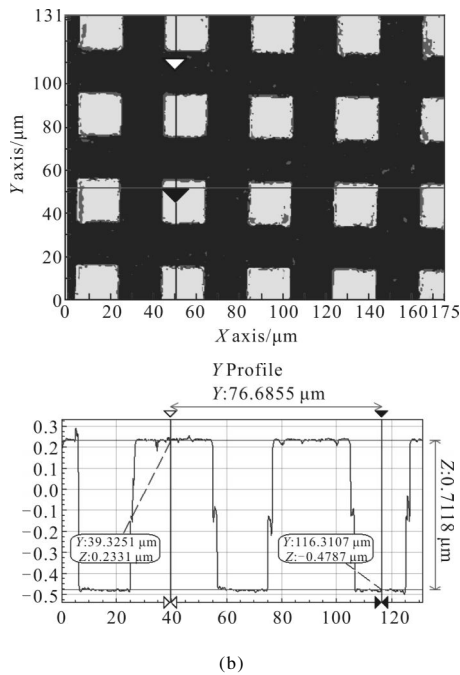 131
100
80
60
40
20
0
Y axis/μm
0 20 40 60 80 100 120 140 160 175
X axis/μm
Y Profile
Y:76.6855 μm
0.3
0.2
0.1
0.0
−0.1
−0.2
−0.3
−0.4
−0.5
Y:39.3251 μm
Z:0.2331 μm
Y:116.3107 μm
Z:−0.4787 μm
Z:0.7118 μm
0 20 40 60 80 100 120
(b)